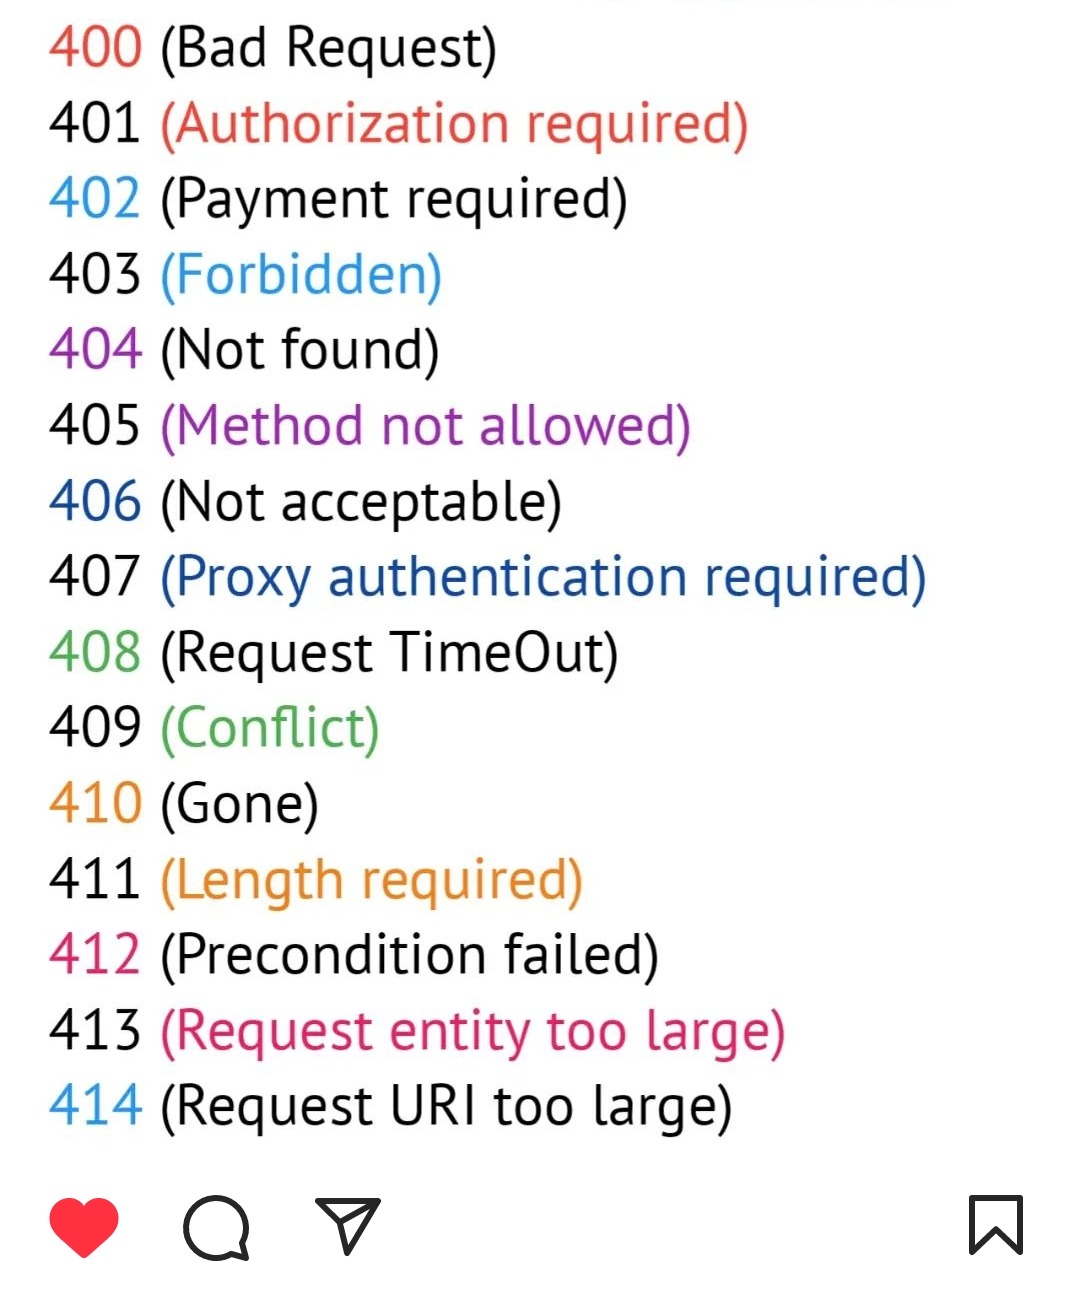 400 (Bad Request)
401 (Authorization required)
402 (Payment required)
403 (Forbidden)
404 (Not found)
405 (Method not allowed)
406 (Not acceptable)
407 (Proxy authentication required)
408 (Request TimeOut)
409 (Conflict)
410 (Gone)
411 (Length required)
412 (Precondition failed)
413 (Request entity too large)
414 (Request URI too large)